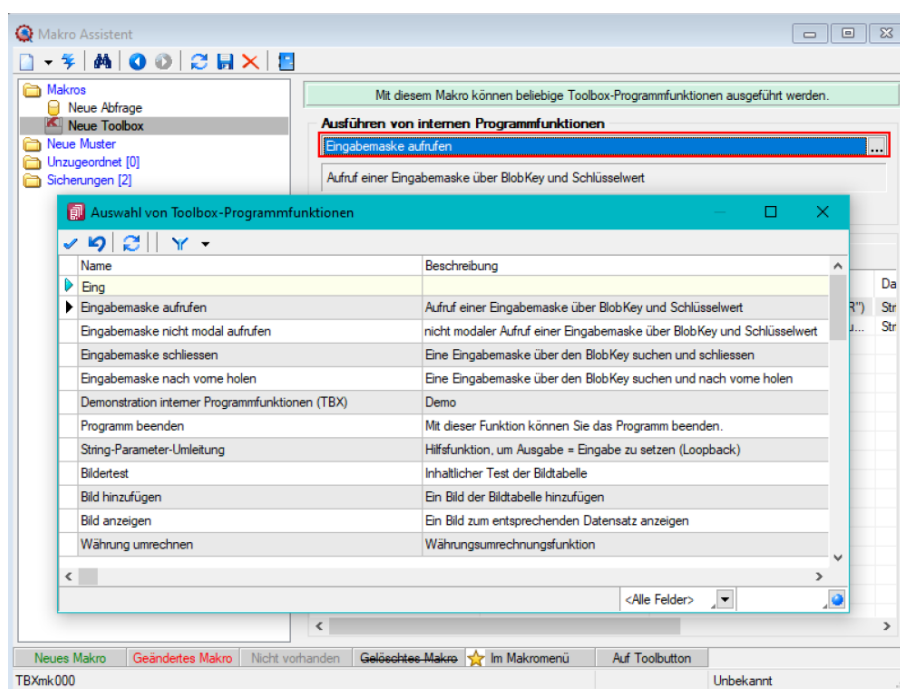 Makro Assistent
Makros
Neue Abfrage
Neue Toolbox
Neue Muster
Unzugeordnet [0]
Sicherungen [2]
Mit diesem Makro können beliebige Toolbox-Programmfunktionen ausgeführt werden.
Ausführen von internen Programmfunktionen
Eingabemaske aufrufen ...
Aufruf einer Eingabemaske über BlobKey und Schlüsselwert
Auswahl von Toolbox-Programmfunktionen
Name Beschreibung
Eing
Eingabemaske aufrufen Aufruf einer Eingabemaske über BlobKey und Schlüsselwert
Eingabemaske nicht modal aufrufen nicht modaler Aufruf einer Eingabemaske über BlobKey und Schlüsselwert
Eingabemaske schliessen Eine Eingabemaske über den BlobKey suchen und schliessen
Eingabemaske nach vorne holen Eine Eingabemaske über den BlobKey suchen und nach vorne holen
Demonstration interner Programmfunktionen (TBX) Demo
Programm beenden Mit dieser Funktion können Sie das Programm beenden.
String-Parameter-Umleitung Hilfsfunktion, um Ausgabe = Eingabe zu setzen (Loopback)
Bildertest Inhaltlicher Test der Bildtabelle
Bild hinzufügen Ein Bild der Bildtabelle hinzufügen
Bild anzeigen Ein Bild zum entsprechenden Datensatz anzeigen
Währung umrechnen Währungsumrechnungsfunktion
<Alle Felder>
Da
R") Str
... Str
Neues Makro Geändertes Makro Nicht vorhanden Gelöschtes Makro Im Makromenü Auf Toolbutton
TBXmk000 Unbekannt